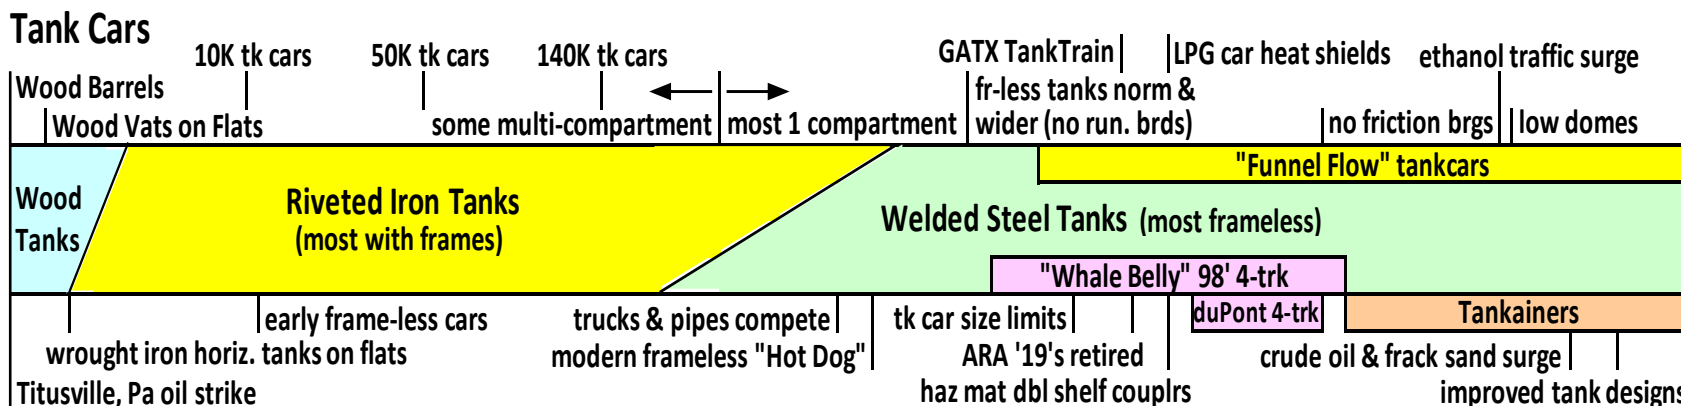 Tank Cars
10K tk cars
50K tk cars
140K tk cars
GATX TankTrain
LPG car heat shields
ethanol traffic surge
Wood Barrels
fr-less tanks norm &
wider (no run. brds)
Wood Vats on Flats
some multi-compartment
most 1 compartment
no friction brgs
low domes
"Funnel Flow" tankcars
Wood
Tanks
Riveted Iron Tanks
(most with frames)
Welded Steel Tanks (most frameless)
"Whale Belly" 98' 4-trk
duPont 4-trk
Tankainers
early frame-less cars
trucks & pipes compete
tk car size limits
wrought iron horiz. tanks on flats
modern frameless "Hot Dog"
ARA '19's retired
crude oil & frack sand surge
Titusville, Pa oil strike
haz mat dbl shelf couplrs
improved tank designs